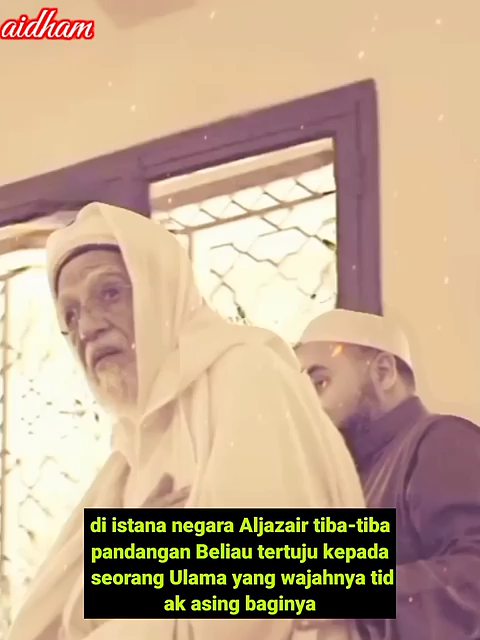 aidham
di istana negara Aljazair tiba-tiba
pandangan Beliau tertuju kepada
seorang Ulama yang wajahnya tid
ak asing baginya